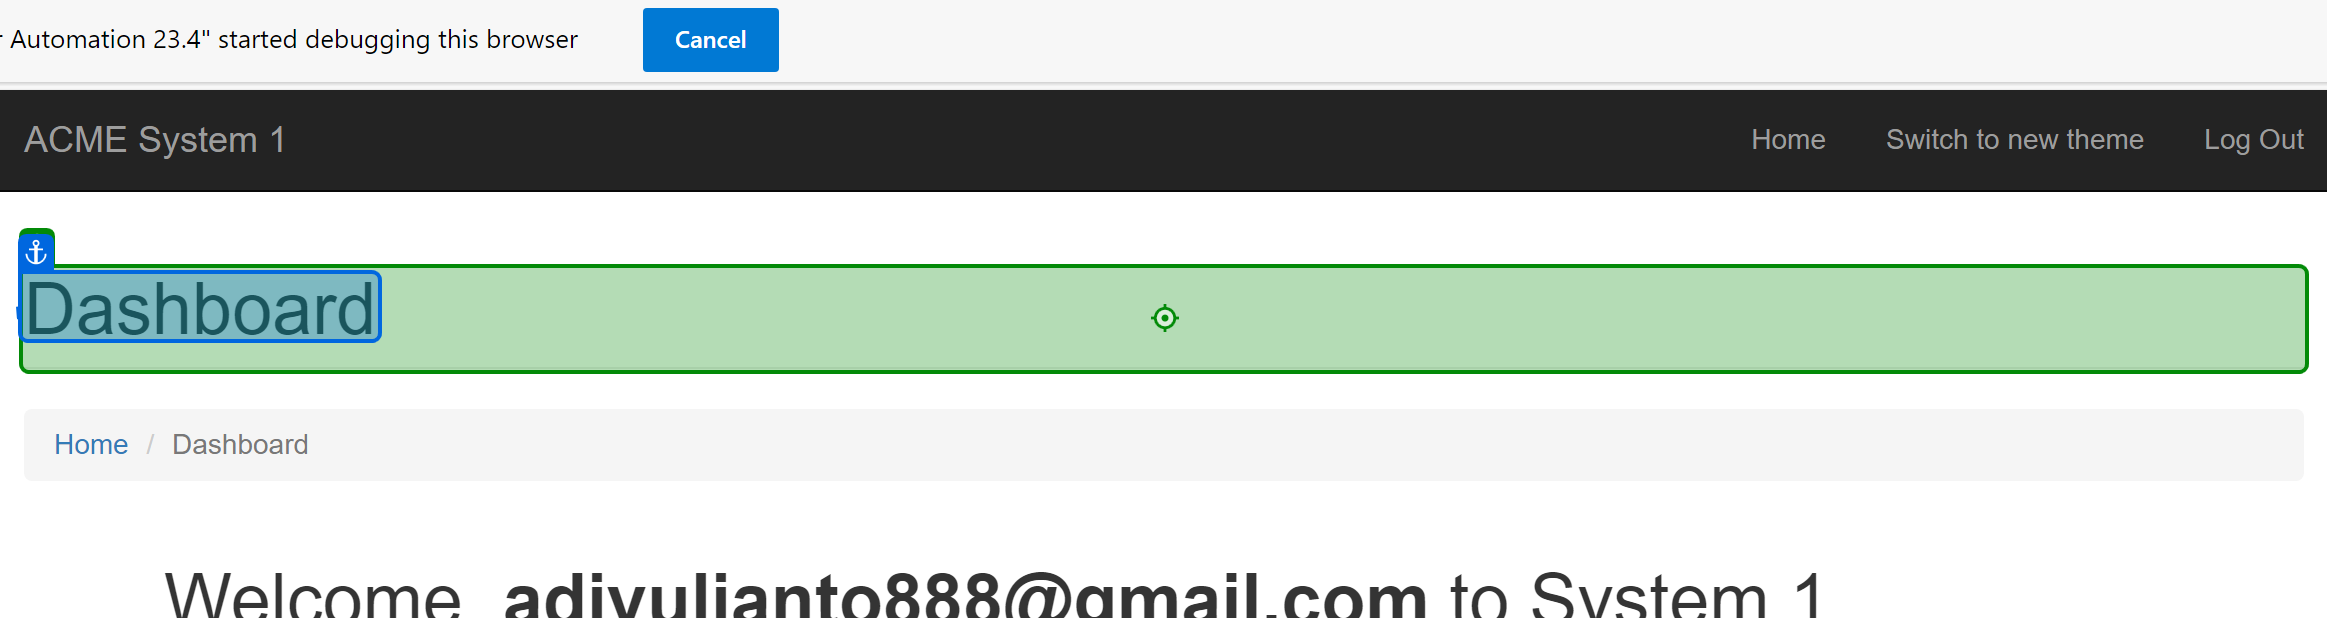 Automation 23.4" started debugging this browser Cancel
ACME System 1 Home Switch to new theme Log Out
Dashboard
Home / Dashboard
Welcome adiyulianto888@gmail.com to System 1